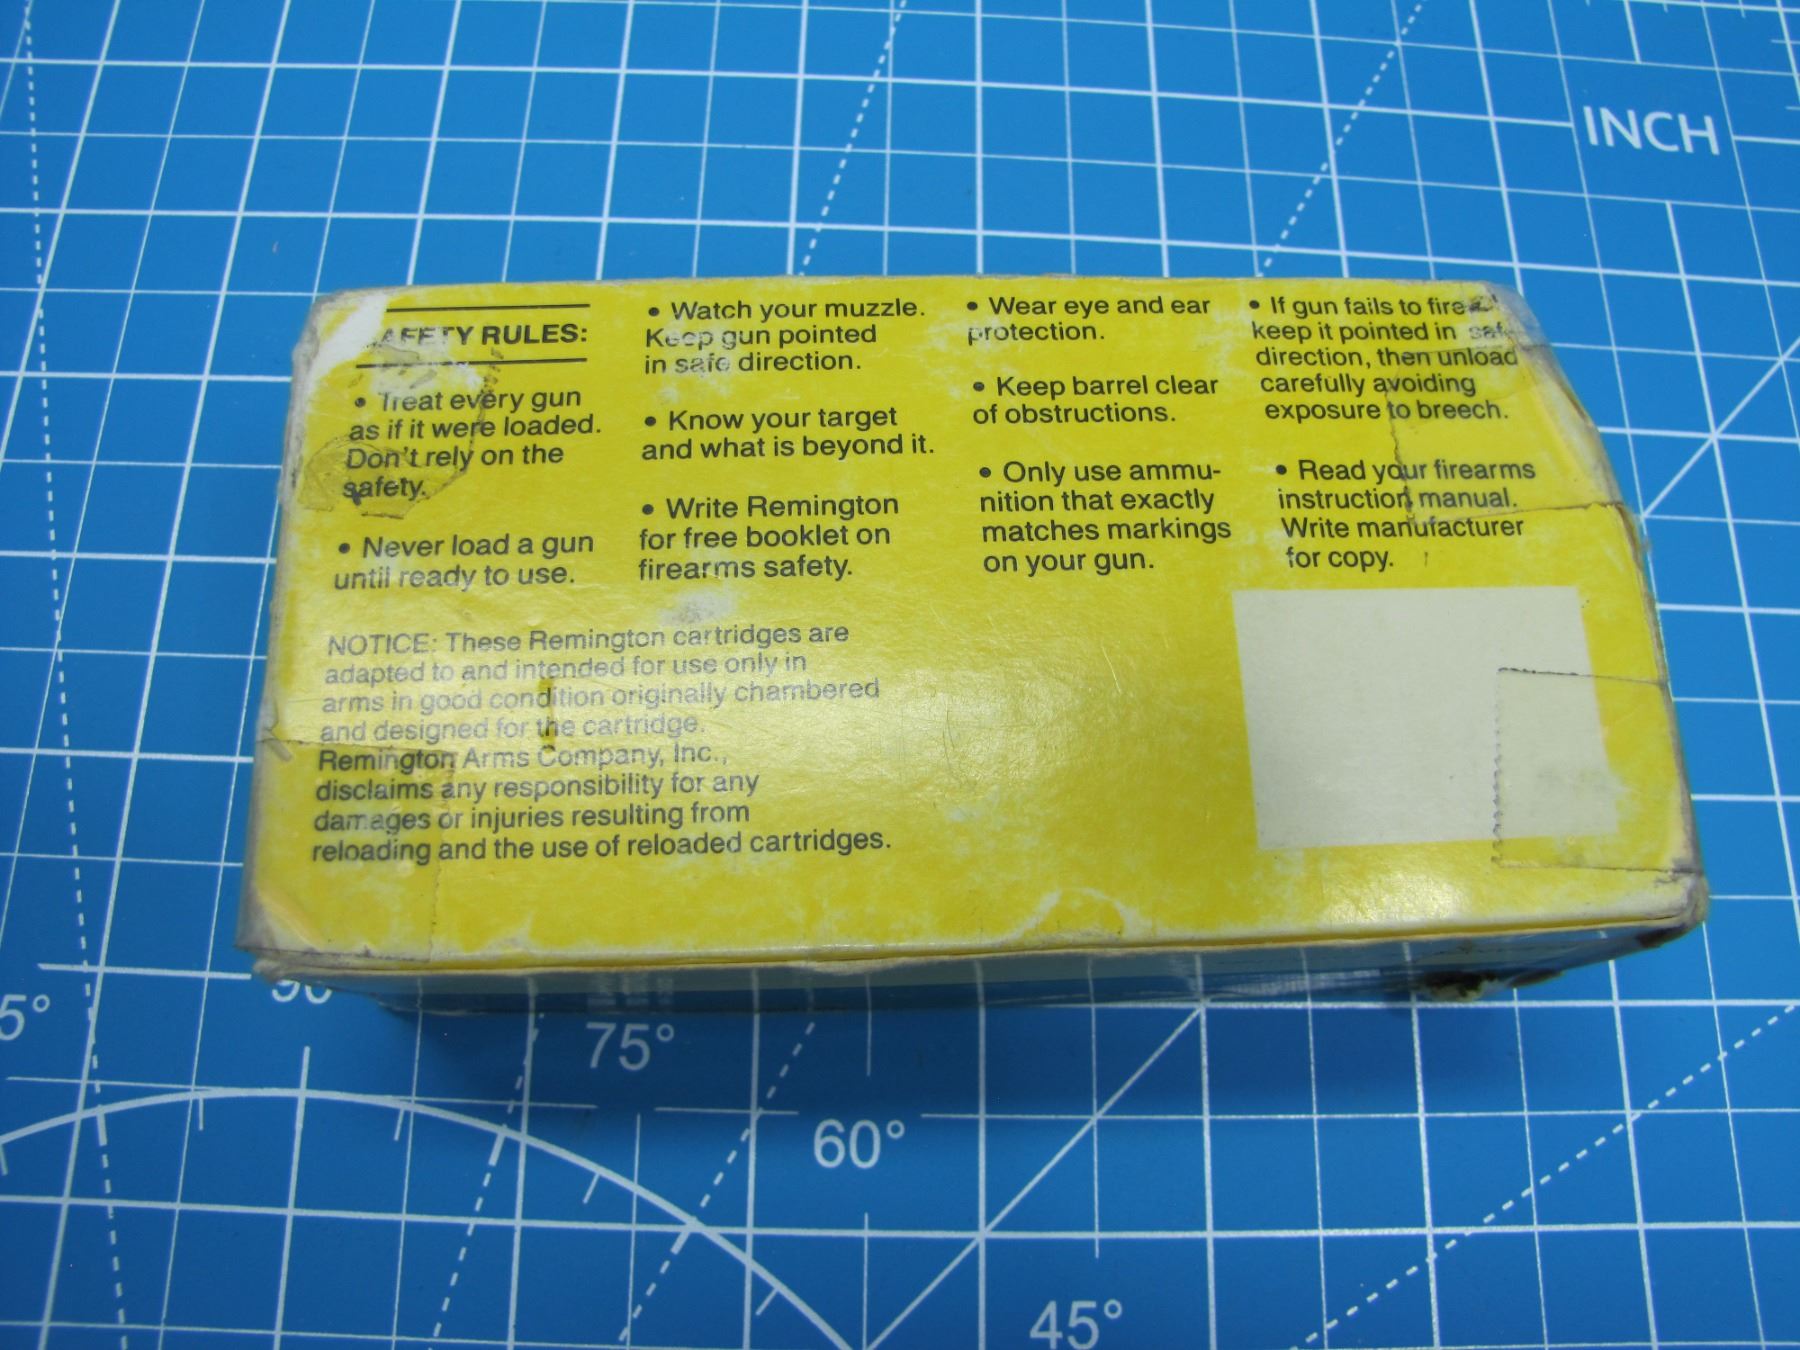 AFETY RULES:
• Treat every gun
as if it were loaded.
Don't rely on the
safety.
• Never load a gun
until ready to use.
• Watch your muzzle.
Keep gun pointed
in safe direction.
• Know your target
and what is beyond it.
• Write Remington
for free booklet on
firearms safety.
• Wear eye and ear
protection.
• Keep barrel clear
of obstructions.
• Only use ammu-
nition that exactly
matches markings
on your gun.
• If gun fails to fire
keep it pointed in safe
direction, then unload
carefully avoiding
exposure to breech.
• Read your firearms
instruction manual.
Write manufacturer
for copy.
NOTICE: These Remington cartridges are
adapted to and intended for use only in
arms in good condition originally chambered
and designed for the cartridge.
Remington Arms Company, Inc.,
disclaims any responsibility for any
damages or injuries resulting from
reloading and the use of reloaded cartridges.
INCH
5°
90
75°
60°
45°